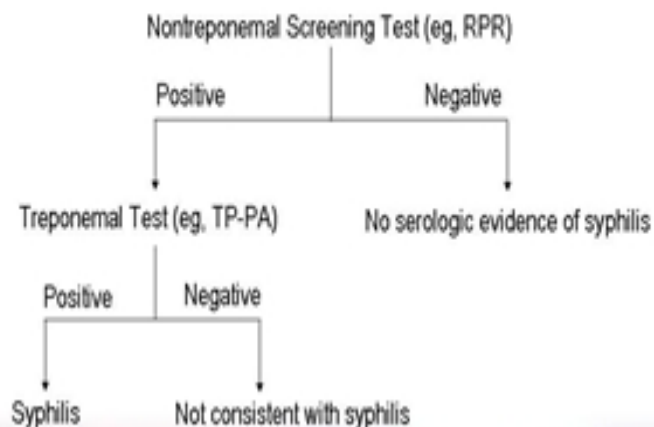 Nontreponemal Screening Test (eg, RPR)
Positive
Negative
Treponemal Test (eg, TP-PA)
No serologic evidence of syphilis
Positive
Negative
Syphilis
Not consistent with syphilis